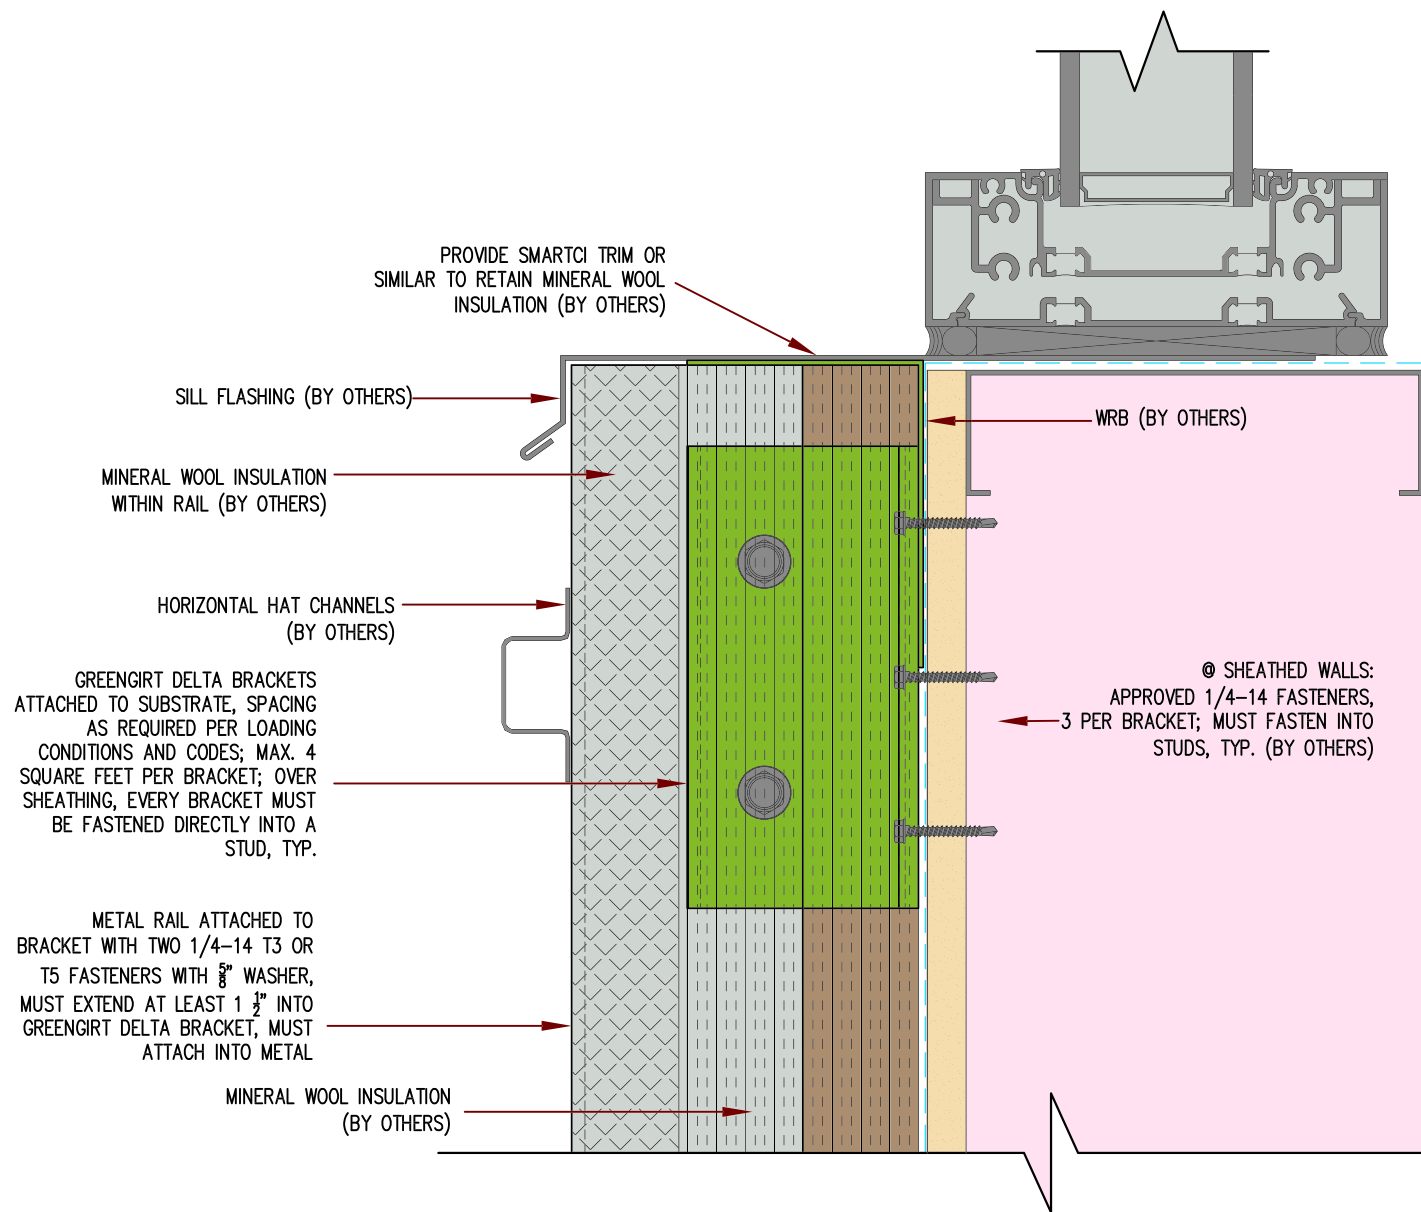 PROVIDE SMARTCI TRIM OR
SIMILAR TO RETAIN MINERAL WOOL
INSULATION (BY OTHERS)
SILL FLASHING (BY OTHERS)
WRB (BY OTHERS)
MINERAL WOOL INSULATION
WITHIN RAIL (BY OTHERS)
HORIZONTAL HAT CHANNELS
(BY OTHERS)
GREENGIRT DELTA BRACKETS
ATTACHED TO SUBSTRATE, SPACING
AS REQUIRED PER LOADING
CONDITIONS AND CODES; MAX. 4
SQUARE FEET PER BRACKET; OVER
SHEATHING, EVERY BRACKET MUST
BE FASTENED DIRECTLY INTO A
STUD, TYP.
@ SHEATHED WALLS:
APPROVED 1/4-14 FASTENERS,
3 PER BRACKET; MUST FASTEN INTO
STUDS, TYP. (BY OTHERS)
METAL RAIL ATTACHED TO
BRACKET WITH TWO 1/4-14 T3 OR
T5 FASTENERS WITH 5/8" WASHER,
MUST EXTEND AT LEAST 1 1/2" INTO
GREENGIRT DELTA BRACKET, MUST
ATTACH INTO METAL
MINERAL WOOL INSULATION
(BY OTHERS)